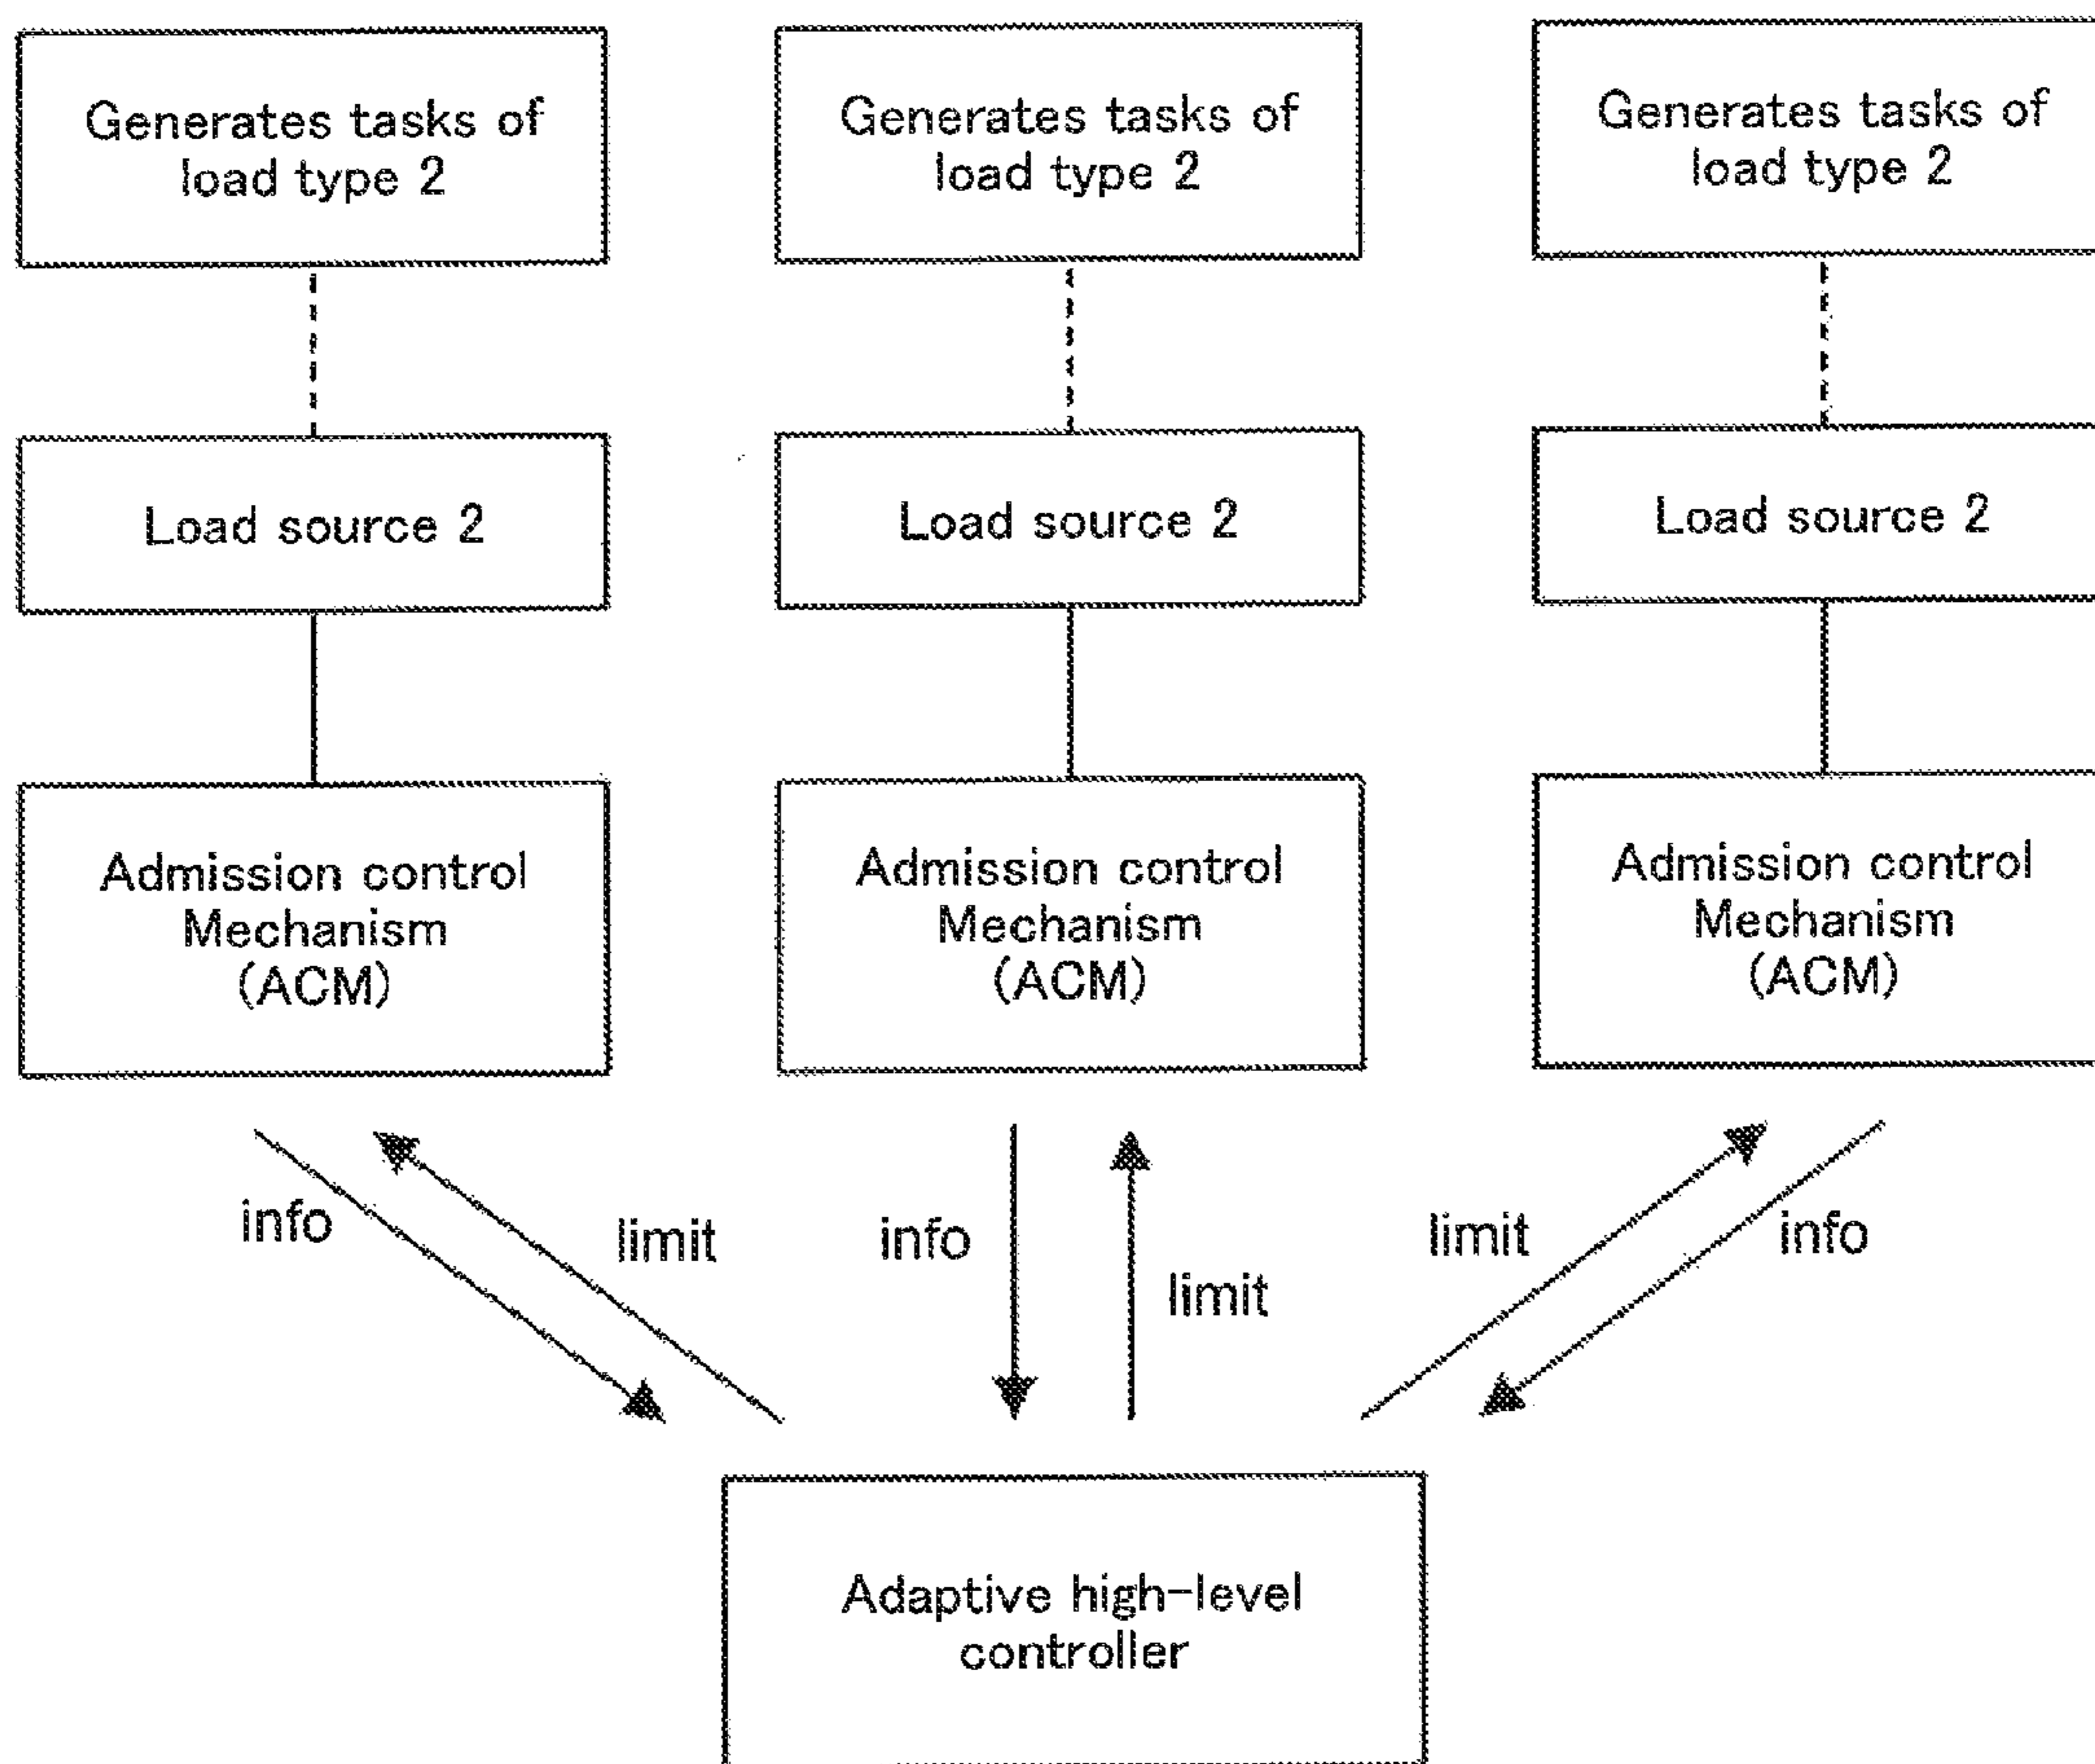 Generates tasks of
load type 2
Generates tasks of
load type 2
Generates tasks of
load type 2
Load source 2
Load source 2
Load source 2
Admission control
Mechanism
(ACM)
Admission control
Mechanism
(ACM)
Admission control
Mechanism
(ACM)
info
limit
info
limit
limit
info
Adaptive high-level
controller